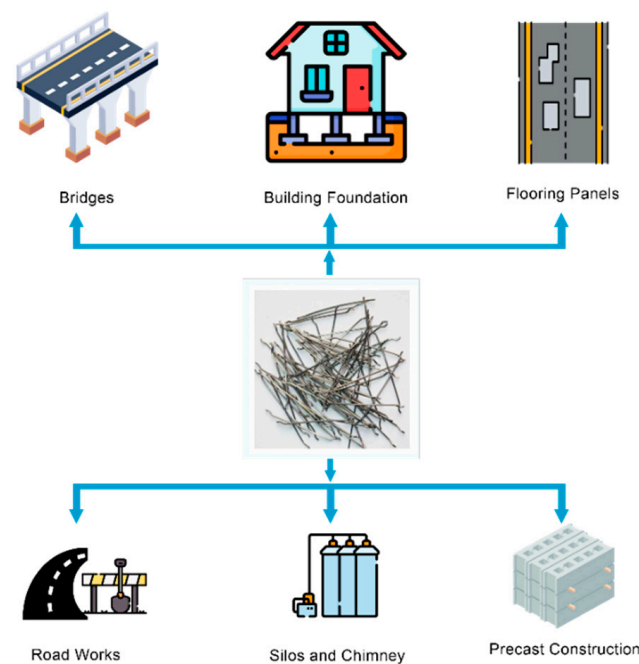 Bridges
Building Foundation
Flooring Panels
Road Works
Silos and Chimney
Precast Construction